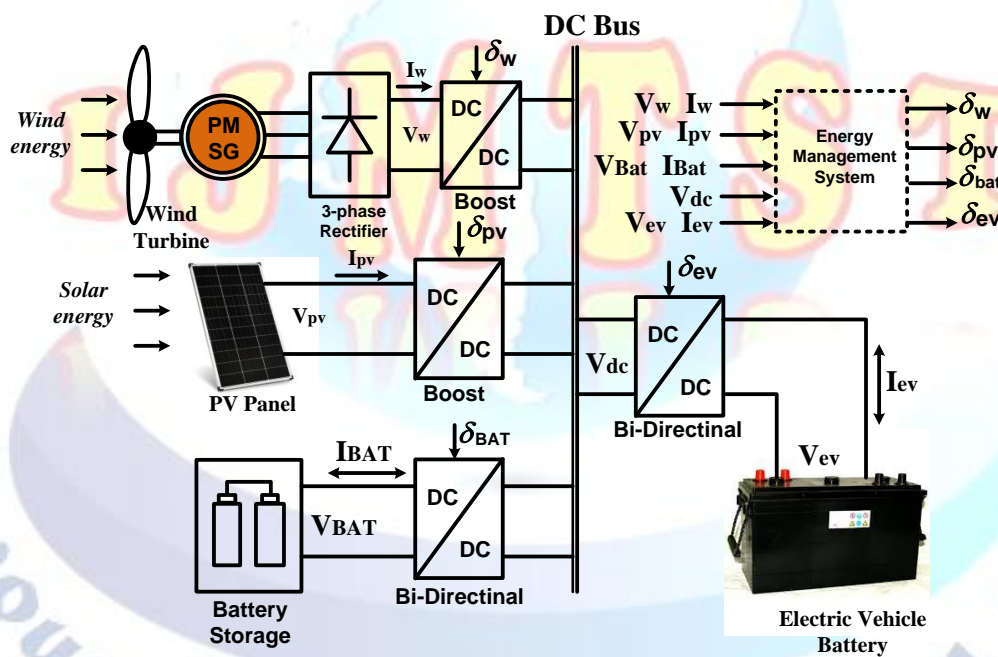 DC Bus
Wind
energy
PM
SG
Wind
Turbine
3-phase
Rectifier
Iw
Vw
δw
DC
DC
Boost
Vw Iw
Vpv Ipv
VBat IBat
Vdc
Vev Iev
Energy
Management
System
δw
δpv
δbat
δev
Solar
energy
PV Panel
Ipv
Vpv
δpv
DC
DC
Boost
δev
DC
DC
Vdc
Bi-Directinal
Iev
Vev
Electric Vehicle
Battery
Battery
Storage
IBAT
VBAT
δBAT
DC
DC
Bi-Directinal
IJMTST